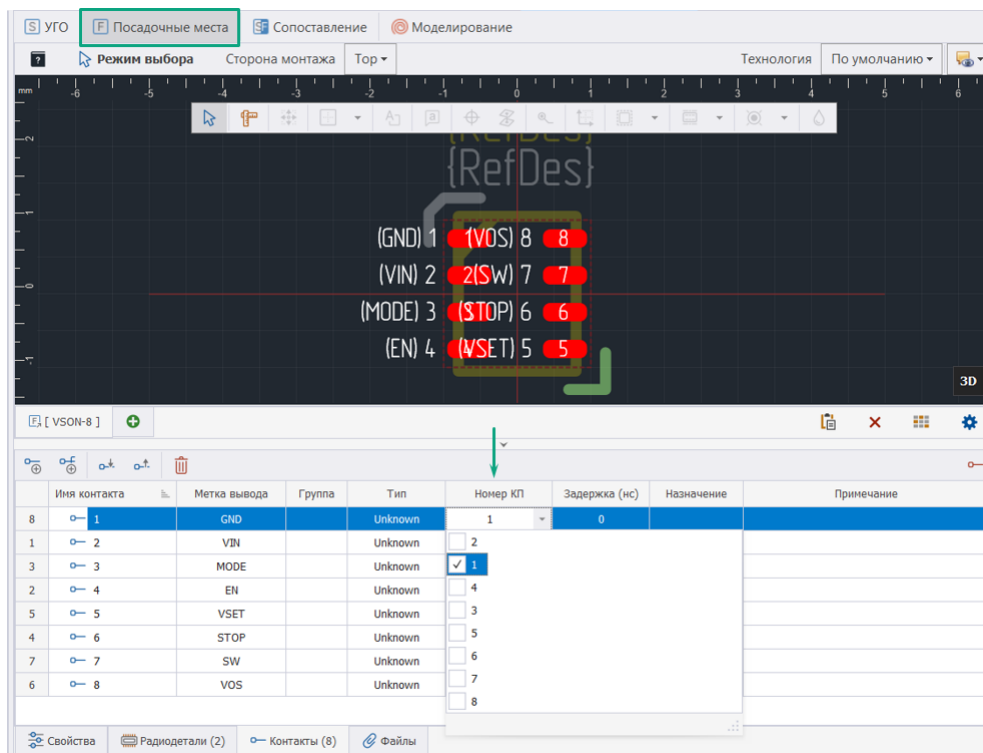 S УГО F Посадочные места SF Сопоставление Моделирование
? Режим выбора Сторона монтажа Top Технология По умолчанию
mm -6 -5 -4 -3 -2 -1 0 1 2 3 4 5 6
2
1
0
-1
{RefDes}
{RefDes}
(GND) 1 1 (VOS) 8 8
(VIN) 2 2 (SW) 7 7
(MODE) 3 3 (STOP) 6 6
(EN) 4 4 (VSET) 5 5
3D
F [ VSON-8 ]
Имя контакта Метка вывода Группа Тип Номер КП Задержка (нс) Назначение Примечание
8 1 GND Unknown 1 0
1 2 VIN Unknown 2
3 3 MODE Unknown 1
2 4 EN Unknown 4
5 5 VSET Unknown 3
4 6 STOP Unknown 5
7 7 SW Unknown 6
6 8 VOS Unknown 7
8
Свойства Радиодетали (2) Контакты (8) Файлы